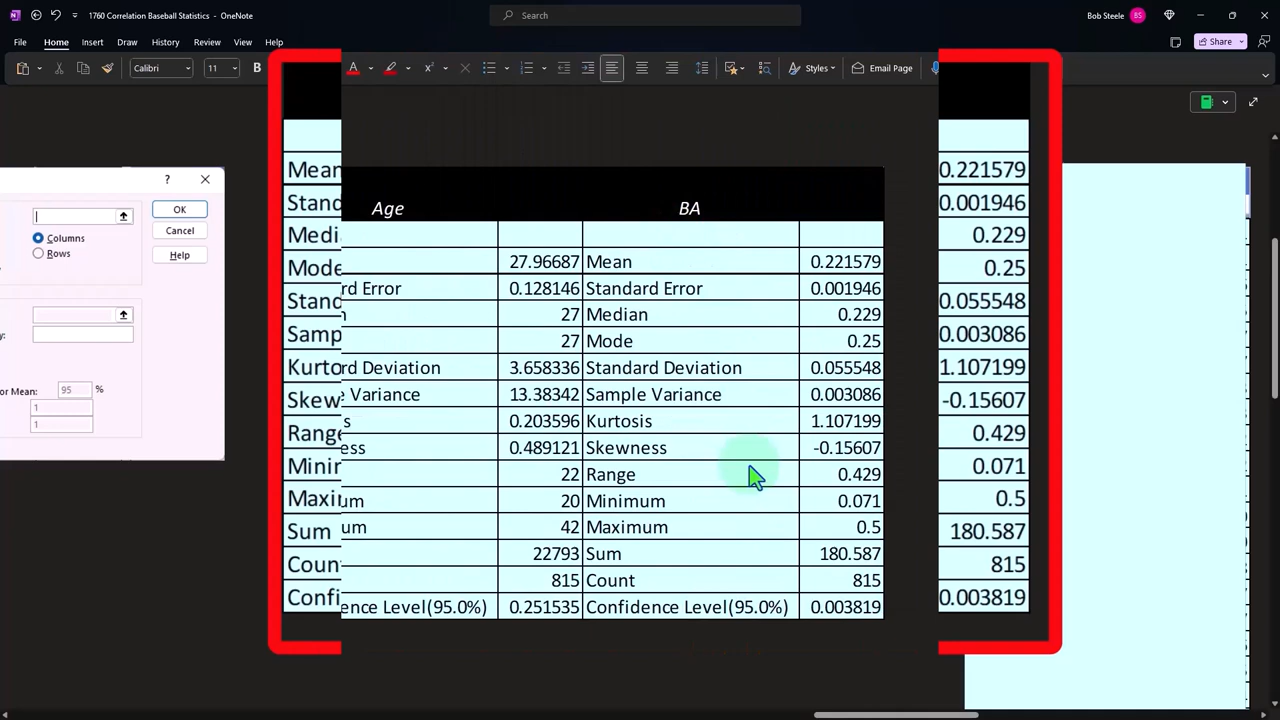 1760 Correlation Baseball Statistics - OneNote
Search
Bob Steele BS
File Home Insert Draw History Review View Help
Share
Calibri 11 B A Styles Email Page
? 
OK
Columns
Cancel
Rows
Help
y:
or Mean: 95 %
1
1
Mean 0.221579
Stand 0.001946
Medi 0.229
Mode 0.25
Stand 0.055548
Samp 0.003086
Kurto 1.107199
Skew -0.15607
Range 0.429
Minir 0.071
Maxi 0.5
Sum 180.587
Coun 815
Confi 0.003819
Age BA
27.96687 Mean 0.221579
rd Error 0.128146 Standard Error 0.001946
n 27 Median 0.229
27 Mode 0.25
rd Deviation 3.658336 Standard Deviation 0.055548
e Variance 13.38342 Sample Variance 0.003086
s 0.203596 Kurtosis 1.107199
ess 0.489121 Skewness -0.15607
22 Range 0.429
um 20 Minimum 0.071
um 42 Maximum 0.5
22793 Sum 180.587
815 Count 815
ence Level(95.0%) 0.251535 Confidence Level(95.0%) 0.003819